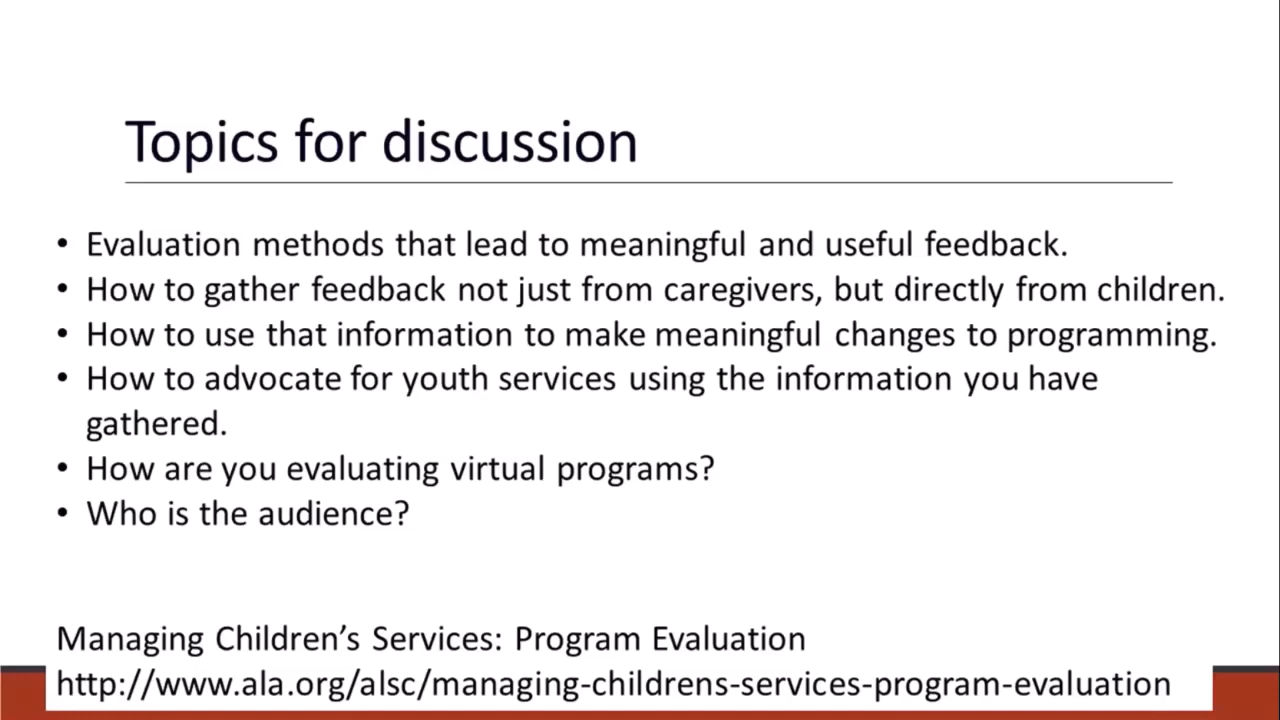 Topics for discussion
• Evaluation methods that lead to meaningful and useful feedback.
• How to gather feedback not just from caregivers, but directly from children.
• How to use that information to make meaningful changes to programming.
• How to advocate for youth services using the information you have
gathered.
• How are you evaluating virtual programs?
• Who is the audience?
Managing Children’s Services: Program Evaluation
http://www.ala.org/alsc/managing-childrens-services-program-evaluation